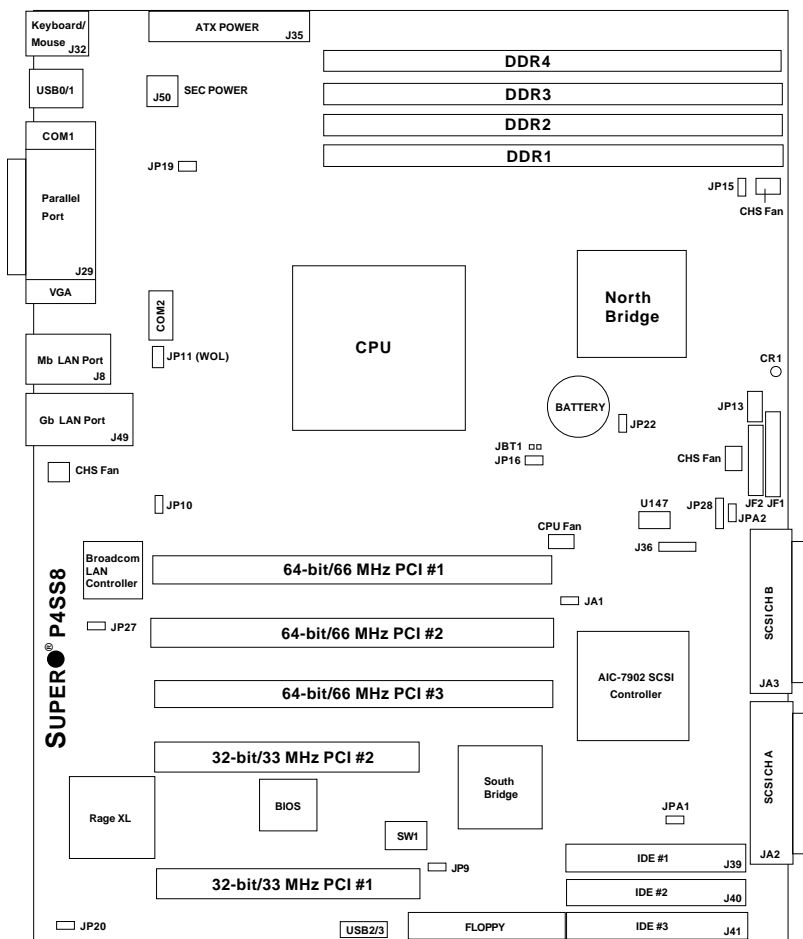 Keyboard/
Mouse
J32
ATX POWER
J35
USB0/1
J50
SEC POWER
DDR4
DDR3
DDR2
DDR1
COM1
JP19
JP15
CHS Fan
Parallel
Port
J29
VGA
COM2
CPU
North
Bridge
Mb LAN Port
J8
JP11 (WOL)
CR1
Gb LAN Port
J49
BATTERY
JP22
JP13
JBT1
JP16
CHS Fan
CHS Fan
JF2
JF1
JP10
U147
JP28
JPA2
CPU Fan
J36
Broadcom
LAN
Controller
64-bit/66 MHz PCI #1
JA1
SCSI CH B
JA3
JP27
64-bit/66 MHz PCI #2
SUPER® P4SS8
64-bit/66 MHz PCI #3
AIC-7902 SCSI
Controller
32-bit/33 MHz PCI #2
Rage XL
BIOS
South
Bridge
SW1
JPA1
SCSI CH A
JA2
IDE #1
J39
JP9
32-bit/33 MHz PCI #1
IDE #2
J40
JP20
USB2/3
FLOPPY
IDE #3
J41